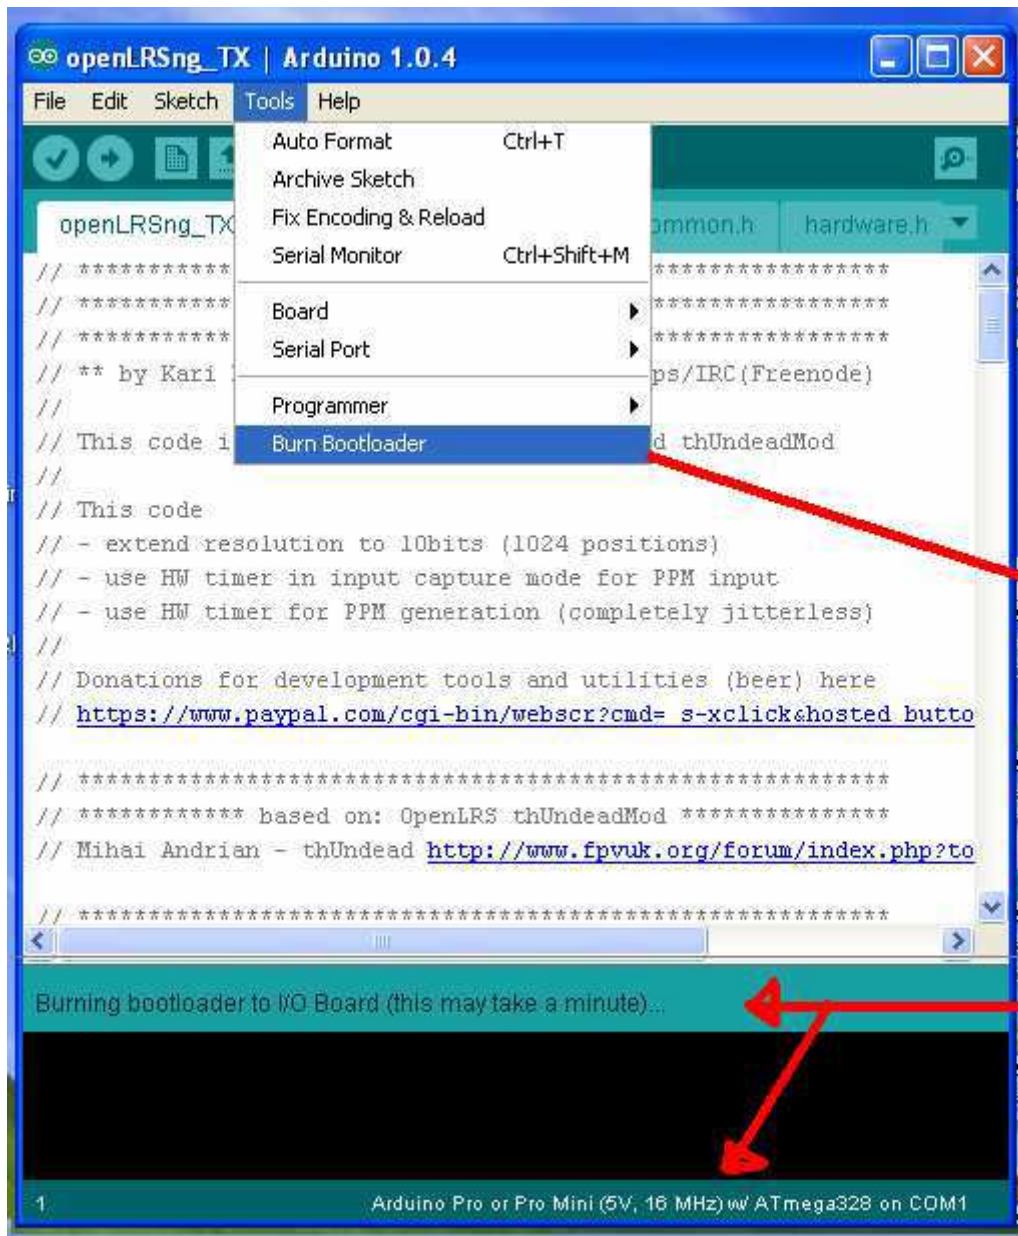 openLRSng_TX | Arduino 1.0.4
File Edit Sketch Tools Help
Auto Format Ctrl+T
Archive Sketch
Fix Encoding & Reload
Serial Monitor Ctrl+Shift+M
Board
Serial Port
Programmer
Burn Bootloader
openLRSng_TX ommon.h hardware.h
// *********** ********************
// *********** ********************
// *********** ********************
// ** by Kari ps/IRC(Freenode)
//
// This code i d thUndeadMod
//
// This code
// - extend resolution to 10bits (1024 positions)
// - use HW timer in input capture mode for PPM input
// - use HW timer for PPM generation (completely jitterless)
//
// Donations for development tools and utilities (beer) here
// https://www.paypal.com/cgi-bin/webscr?cmd=_s-xclick&hosted_butto
// **********************************************************
// ************ based on: OpenLRS thUndeadMod ***************
// Mihai Andrian - thUndead http://www.fpvuk.org/forum/index.php?to
// **********************************************************
Burning bootloader to I/O Board (this may take a minute)...
1 Arduino Pro or Pro Mini (5V, 16 MHz) w/ ATmega328 on COM1